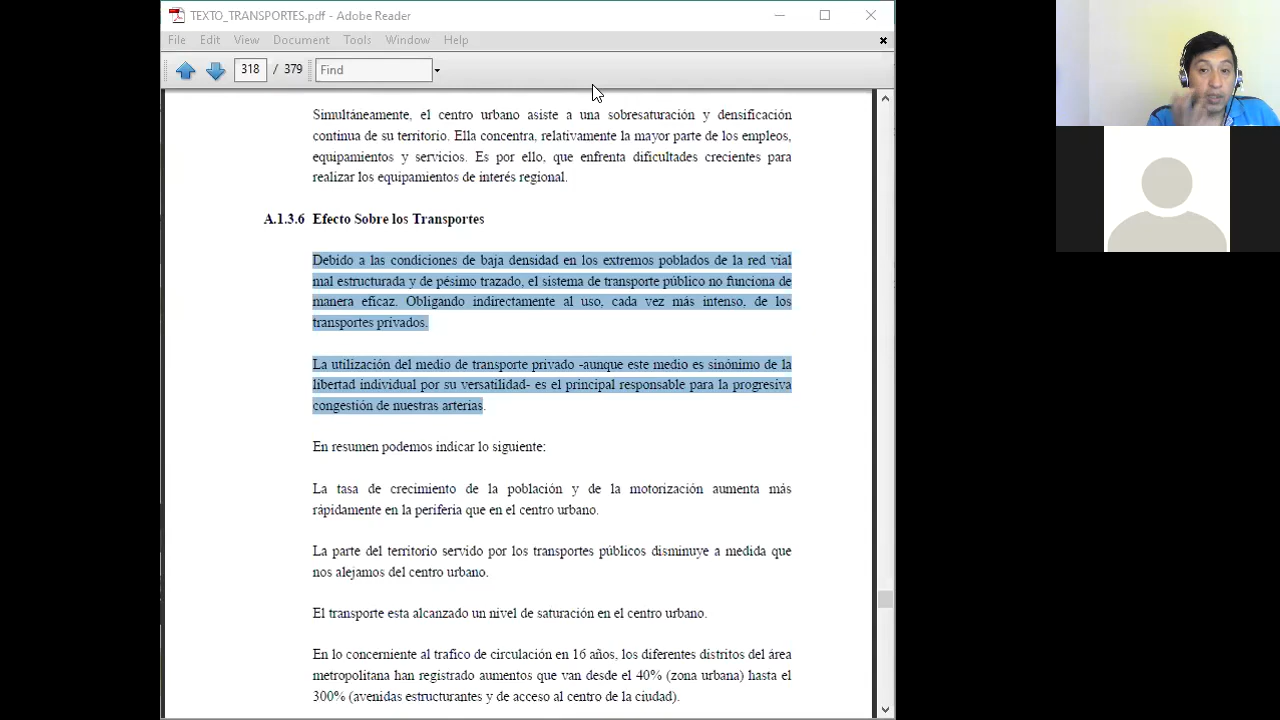 TEXTO_TRANSPORTES.pdf - Adobe Reader
File Edit View Document Tools Window Help
318 / 379 Find
Simultáneamente, el centro urbano asiste a una sobresaturación y densificación
continua de su territorio. Ella concentra, relativamente la mayor parte de los empleos,
equipamientos y servicios. Es por ello, que enfrenta dificultades crecientes para
realizar los equipamientos de interés regional.
A.1.3.6 Efecto Sobre los Transportes
Debido a las condiciones de baja densidad en los extremos poblados de la red vial
mal estructurada y de pésimo trazado, el sistema de transporte público no funciona de
manera eficaz. Obligando indirectamente al uso, cada vez más intenso, de los
transportes privados.
La utilización del medio de transporte privado -aunque este medio es sinónimo de la
libertad individual por su versatilidad- es el principal responsable para la progresiva
congestión de nuestras arterias.
En resumen podemos indicar lo siguiente:
La tasa de crecimiento de la población y de la motorización aumenta más
rápidamente en la periferia que en el centro urbano.
La parte del territorio servido por los transportes públicos disminuye a medida que
nos alejamos del centro urbano.
El transporte esta alcanzado un nivel de saturación en el centro urbano.
En lo concerniente al trafico de circulación en 16 años, los diferentes distritos del área
metropolitana han registrado aumentos que van desde el 40% (zona urbana) hasta el
300% (avenidas estructurantes y de acceso al centro de la ciudad).